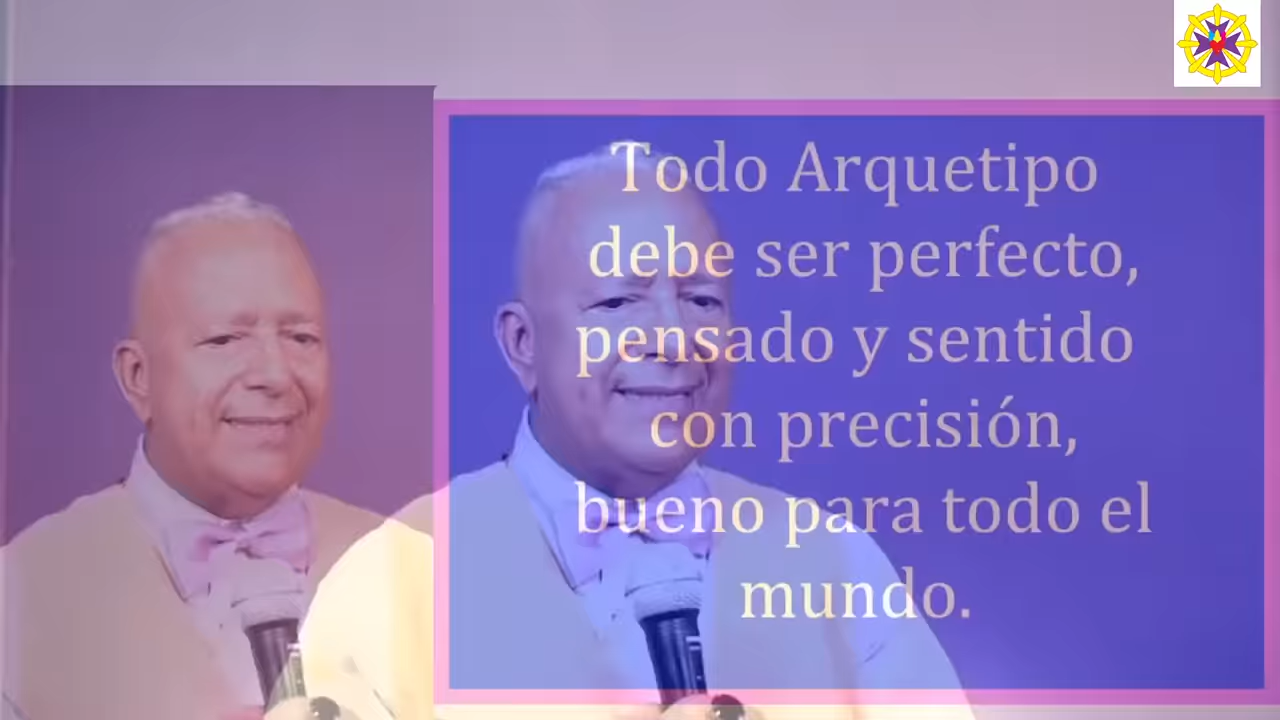 Todo Arquetipo
debe ser perfecto,
pensado y sentido
con precisión,
bueno para todo el
mundo.